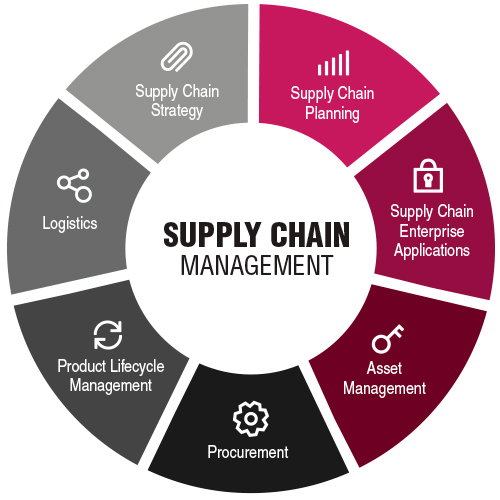 SUPPLY CHAIN
MANAGEMENT
Supply Chain
Planning
Supply Chain
Enterprise
Applications
Asset
Management
Procurement
Product Lifecycle
Management
Logistics
Supply Chain
Strategy